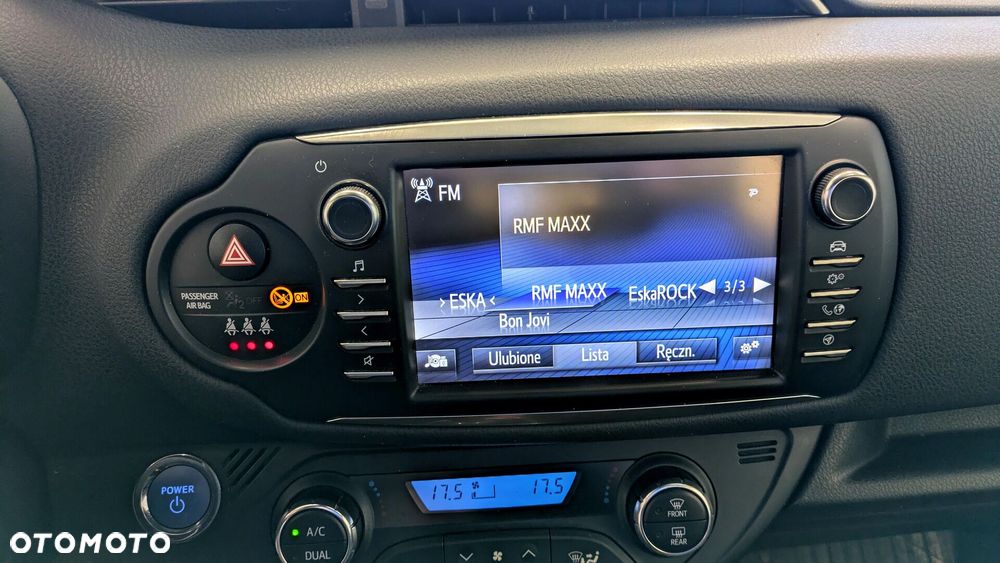 FM
RMF MAXX
› ESKA ‹ RMF MAXX EskaROCK ◀ 3/3 ▶
Bon Jovi
Ulubione Lista Ręczn.
PASSENGER
AIR BAG
OFF
ON
POWER
17.5 17.5
A/C
DUAL
FRONT
REAR
OTOMOTO